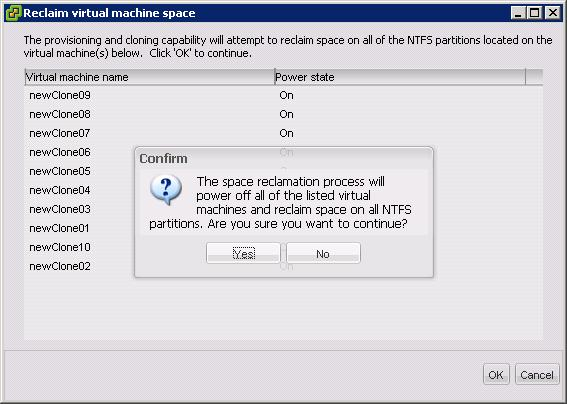 Reclaim virtual machine space
The provisioning and cloning capability will attempt to reclaim space on all of the NTFS partitions located on the
virtual machine(s) below. Click 'OK' to continue.
Virtual machine name Power state
newClone09 On
newClone08 On
newClone07 On
newClone06 On
newClone05
newClone04
newClone03
newClone01
newClone10
newClone02 On
Confirm
The space reclamation process will
power off all of the listed virtual
machines and reclaim space on all NTFS
partitions. Are you sure you want to continue?
Yes No
OK Cancel